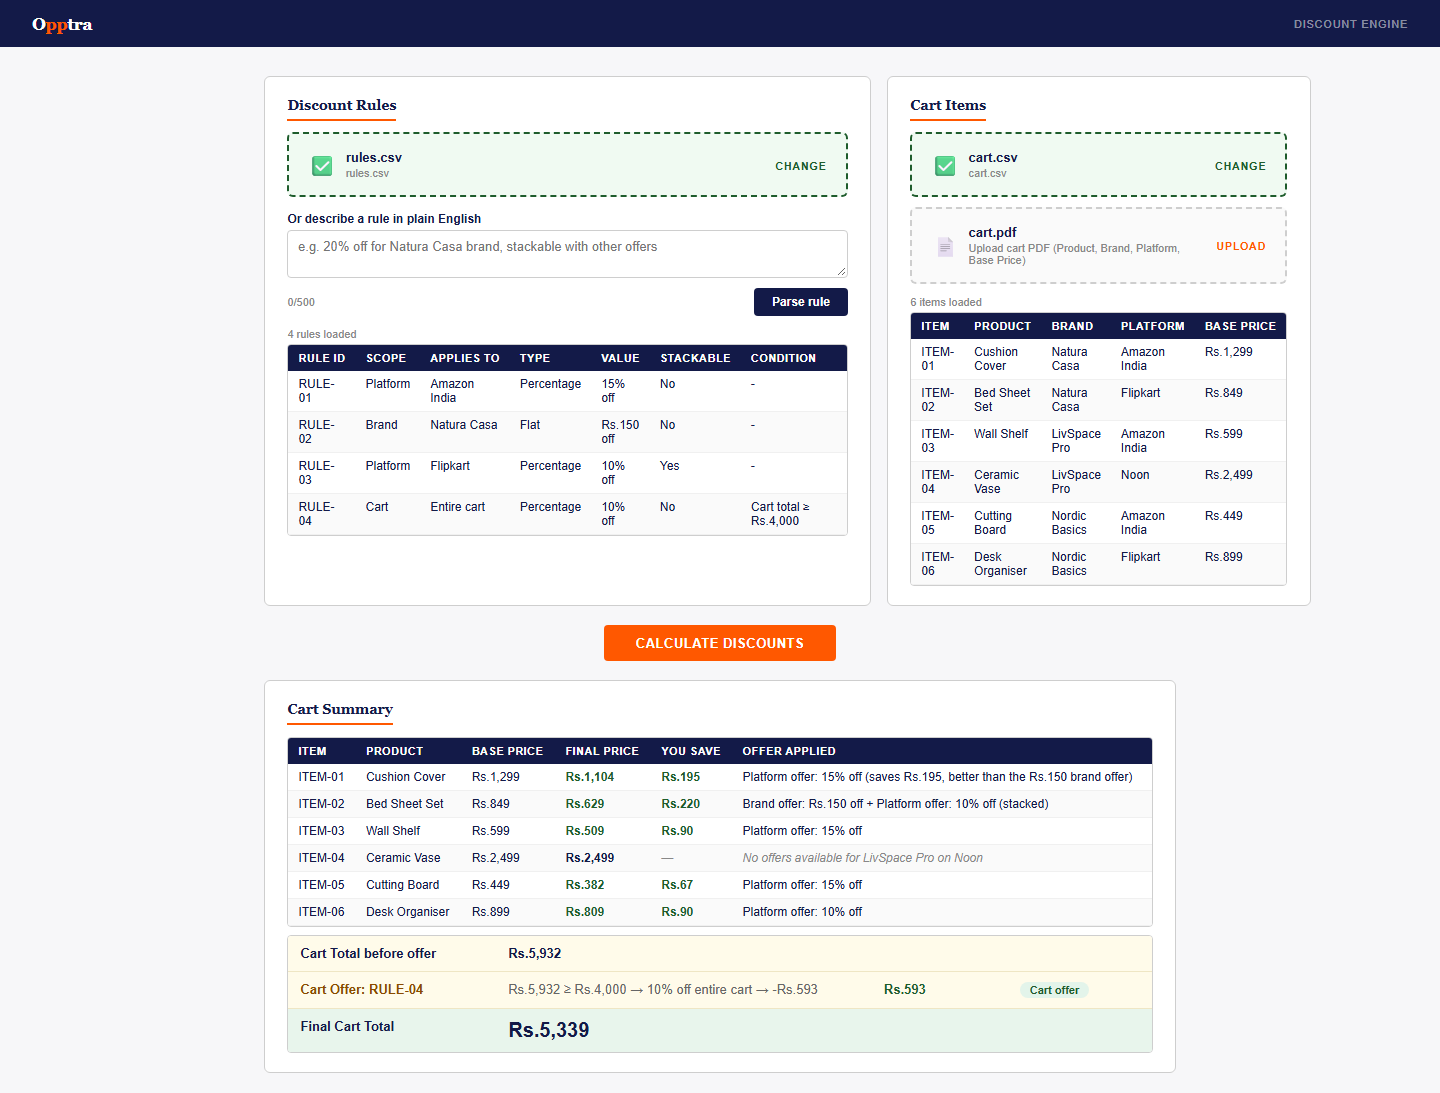 Opptra
DISCOUNT ENGINE
Discount Rules
rules.csv
rules.csv
CHANGE
Or describe a rule in plain English
e.g. 20% off for Natura Casa brand, stackable with other offers
0/500
Parse rule
4 rules loaded
RULE ID SCOPE APPLIES TO TYPE VALUE STACKABLE CONDITION
RULE-01 Platform Amazon India Percentage 15% off No -
RULE-02 Brand Natura Casa Flat Rs.150 off No -
RULE-03 Platform Flipkart Percentage 10% off Yes -
RULE-04 Cart Entire cart Percentage 10% off No Cart total ≥ Rs.4,000
Cart Items
cart.csv
cart.csv
CHANGE
cart.pdf
Upload cart PDF (Product, Brand, Platform,
Base Price)
UPLOAD
6 items loaded
ITEM PRODUCT BRAND PLATFORM BASE PRICE
ITEM-01 Cushion Cover Natura Casa Amazon India Rs.1,299
ITEM-02 Bed Sheet Set Natura Casa Flipkart Rs.849
ITEM-03 Wall Shelf LivSpace Pro Amazon India Rs.599
ITEM-04 Ceramic Vase LivSpace Pro Noon Rs.2,499
ITEM-05 Cutting Board Nordic Basics Amazon India Rs.449
ITEM-06 Desk Organiser Nordic Basics Flipkart Rs.899
CALCULATE DISCOUNTS
Cart Summary
ITEM PRODUCT BASE PRICE FINAL PRICE YOU SAVE OFFER APPLIED
ITEM-01 Cushion Cover Rs.1,299 Rs.1,104 Rs.195 Platform offer: 15% off (saves Rs.195, better than the Rs.150 brand offer)
ITEM-02 Bed Sheet Set Rs.849 Rs.629 Rs.220 Brand offer: Rs.150 off + Platform offer: 10% off (stacked)
ITEM-03 Wall Shelf Rs.599 Rs.509 Rs.90 Platform offer: 15% off
ITEM-04 Ceramic Vase Rs.2,499 Rs.2,499 — No offers available for LivSpace Pro on Noon
ITEM-05 Cutting Board Rs.449 Rs.382 Rs.67 Platform offer: 15% off
ITEM-06 Desk Organiser Rs.899 Rs.809 Rs.90 Platform offer: 10% off
Cart Total before offer Rs.5,932
Cart Offer: RULE-04 Rs.5,932 ≥ Rs.4,000 → 10% off entire cart → -Rs.593 Rs.593 Cart offer
Final Cart Total Rs.5,339